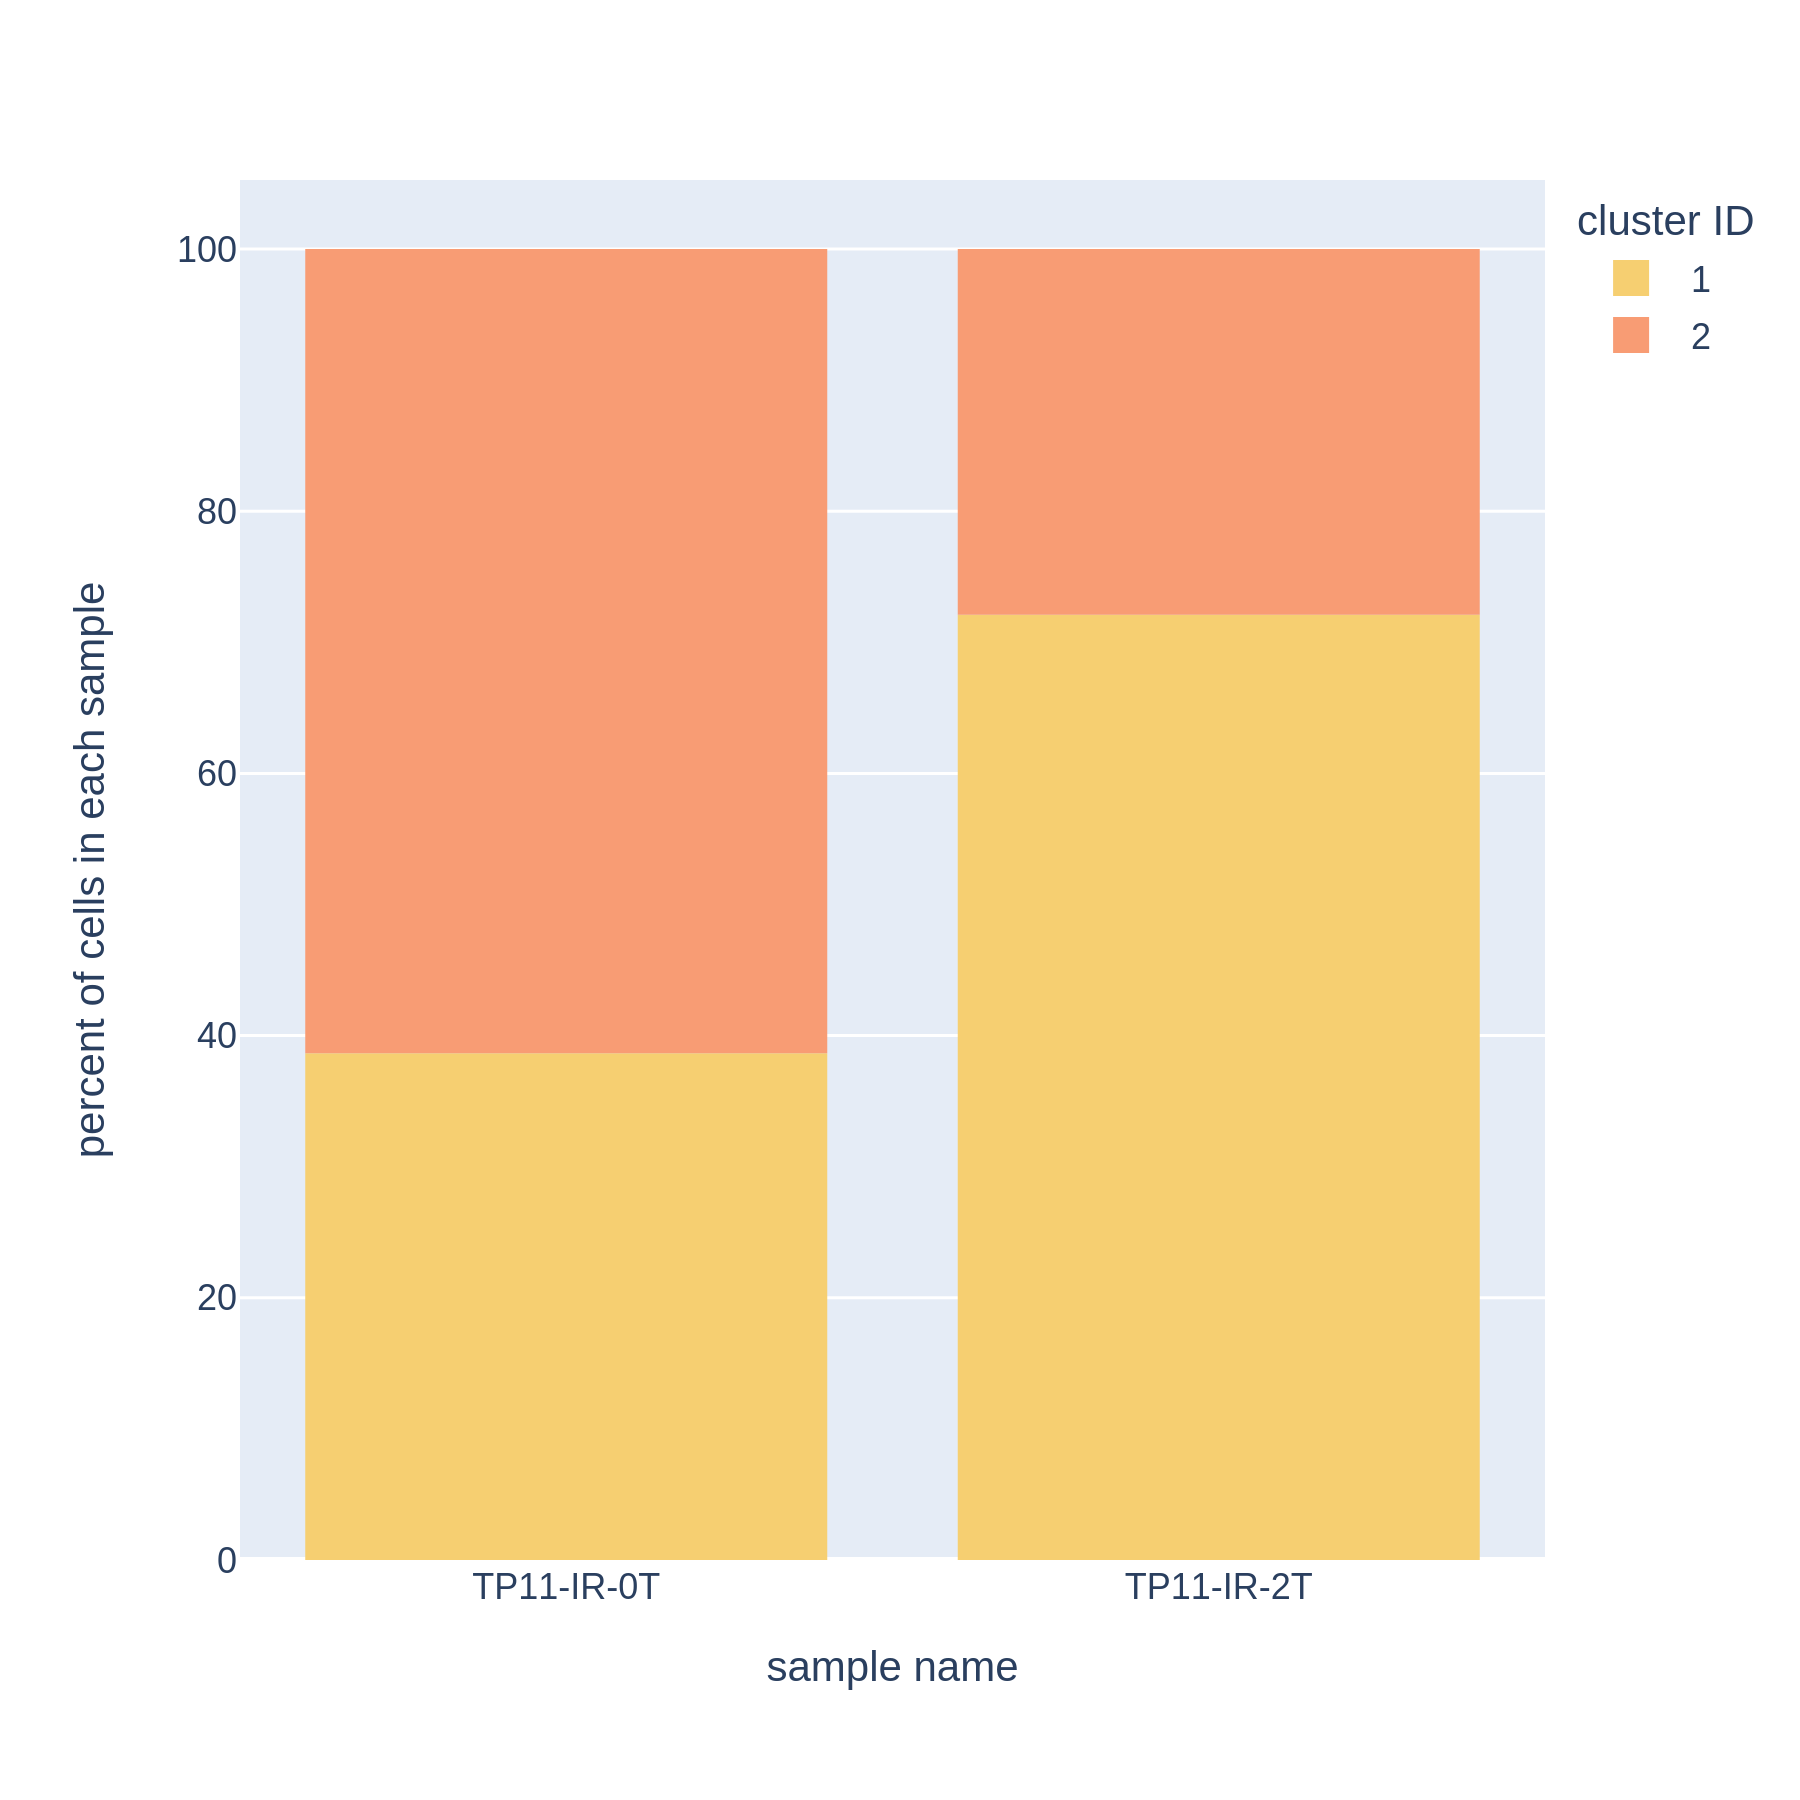 cluster ID
1
2
100
80
60
40
20
0
percent of cells in each sample
TP11-IR-0T
TP11-IR-2T
sample name